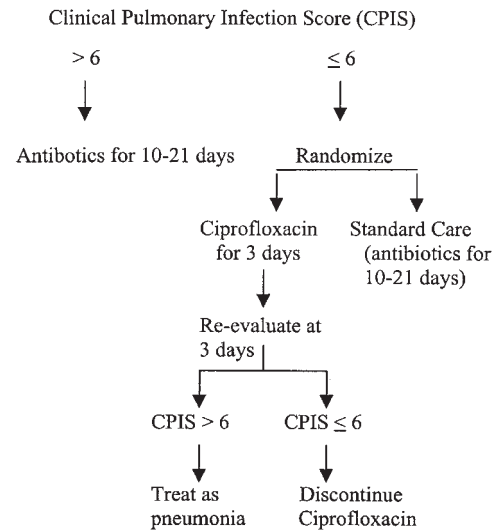 Clinical Pulmonary Infection Score (CPIS)
> 6
≤ 6
Antibotics for 10-21 days
Randomize
Ciprofloxacin
for 3 days
Standard Care
(antibiotics for
10-21 days)
Re-evaluate at
3 days
CPIS > 6
CPIS ≤ 6
Treat as
pneumonia
Discontinue
Ciprofloxacin